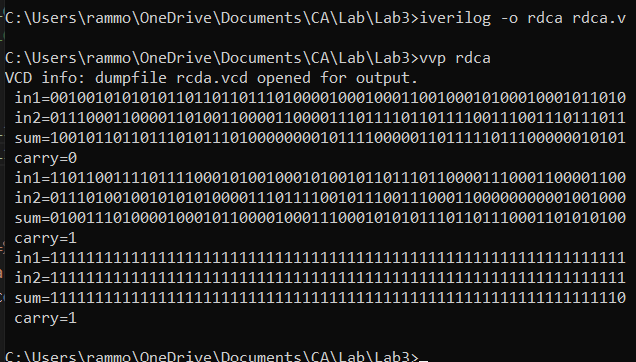 C:\Users\rammo\OneDrive\Documents\CA\Lab\Lab3>iverilog -o rdca rdca.v
C:\Users\rammo\OneDrive\Documents\CA\Lab\Lab3>vvp rdca
VCD info: dumpfile rcda.vcd opened for output.
in1=0010010101010110110110111010000100010001100100010100010001011010
in2=0111000110000110100110000110000111011110110111100111001110111011
sum=1001011011011101011101000000001011110000011011111011100000010101
carry=0
in1=1101100111101111000101001000101001011011101100001110001100001100
in2=0111010010010101010000111011110010111001110001100000000001001000
sum=0100111010000100010110000100011100010101011101101110001101010100
carry=1
in1=1111111111111111111111111111111111111111111111111111111111111111
in2=1111111111111111111111111111111111111111111111111111111111111111
sum=1111111111111111111111111111111111111111111111111111111111111110
carry=1
C:\Users\rammo\OneDrive\Documents\CA\Lab\Lab3>_